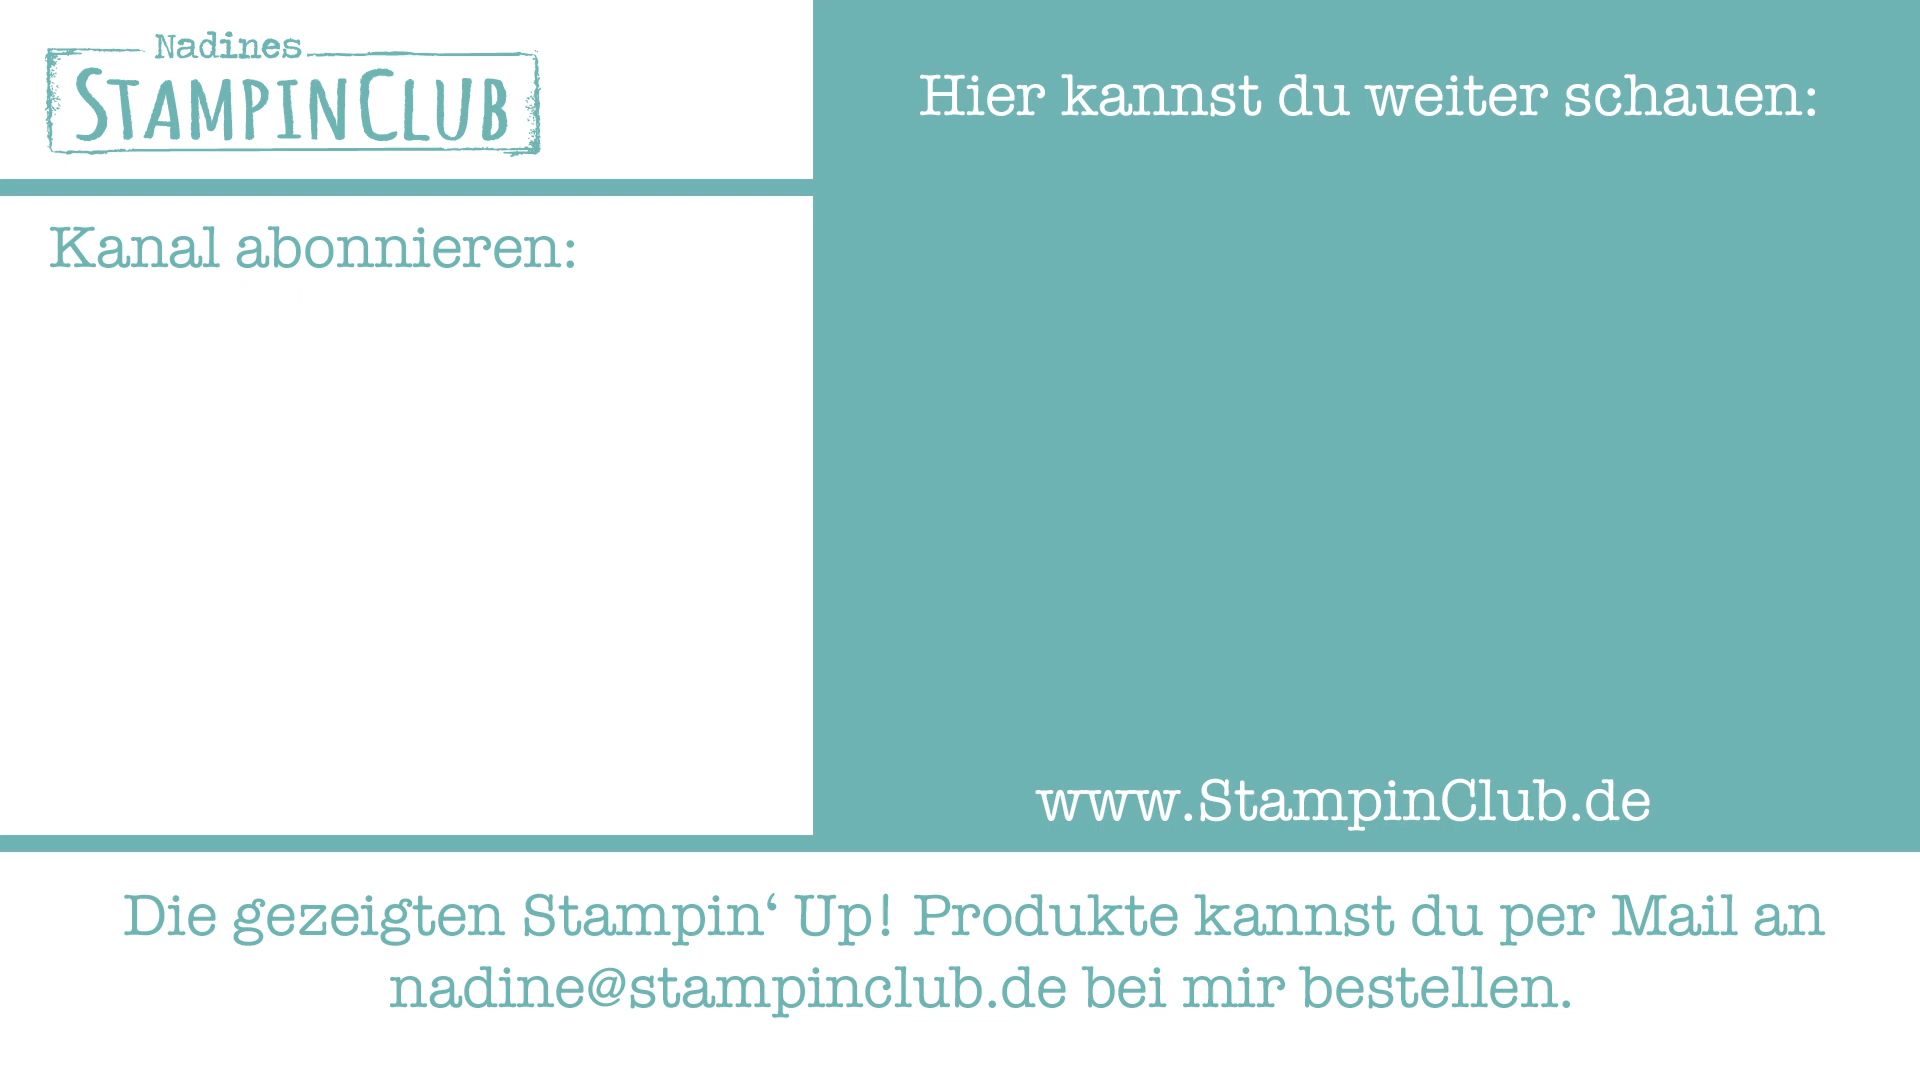 Nadines
STAMPINCLUB
Hier kannst du weiter schauen:
Kanal abonnieren:
www.StampinClub.de
Die gezeigten Stampin‘ Up! Produkte kannst du per Mail an
nadine@stampinclub.de bei mir bestellen.